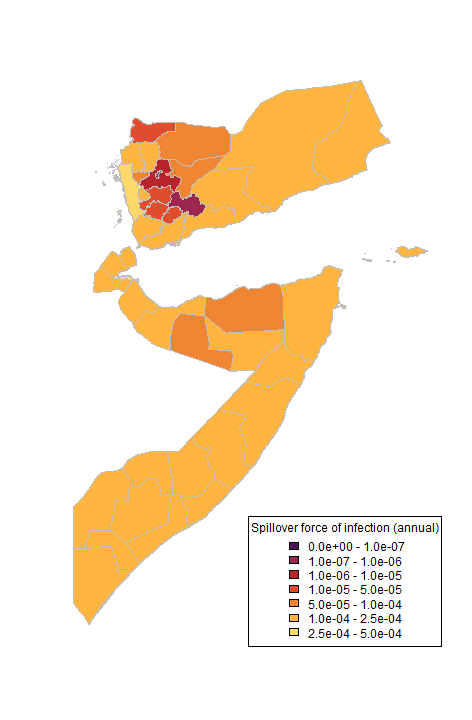 Spillover force of infection (annual)
0.0e+00 - 1.0e-07
1.0e-07 - 1.0e-06
1.0e-06 - 1.0e-05
1.0e-05 - 5.0e-05
5.0e-05 - 1.0e-04
1.0e-04 - 2.5e-04
2.5e-04 - 5.0e-04